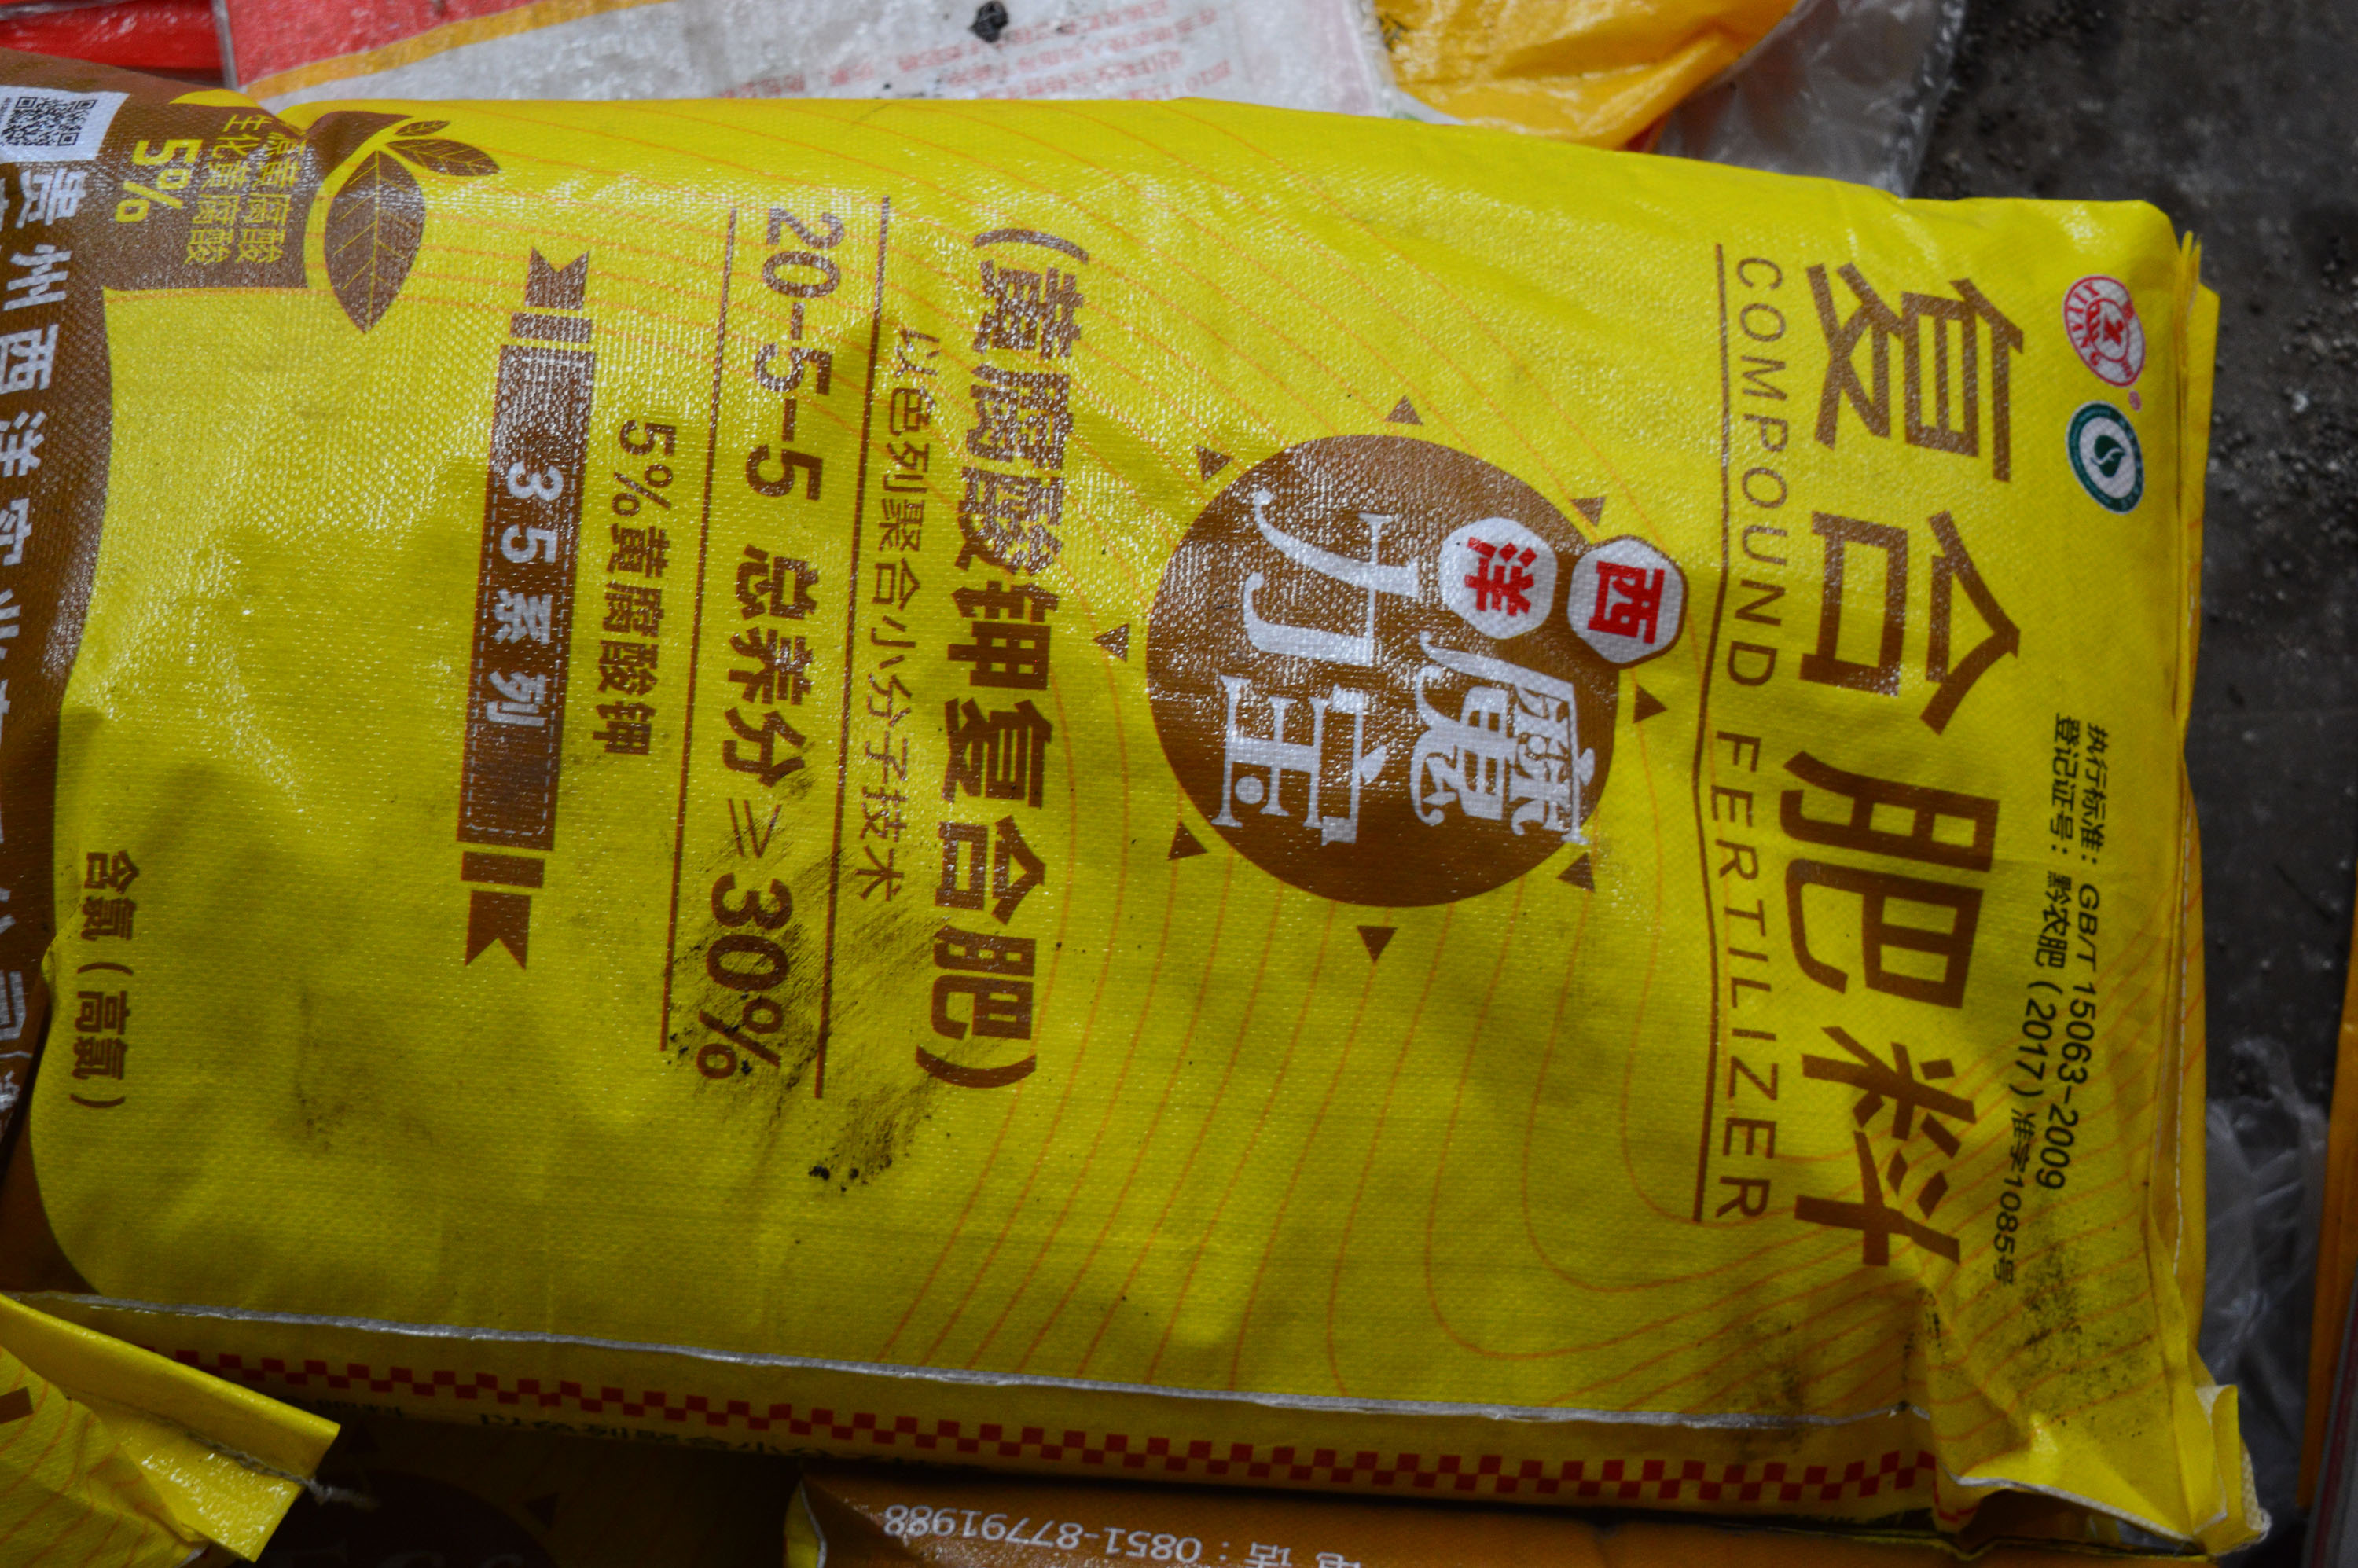 执行标准：GB/T 15063-2009
登记证号：黔农肥（2017）准字1085号
复合肥料
COMPOUND FERTILIZER
西洋
魔力宝
(黄腐酸钾复合肥)
以色列聚合小分子技术
20-5-5 总养分≥30%
5%黄腐酸钾
35系列
黄腐酸
生化黄腐酸
5%
含氯（高氯）
贵州西洋实业
电话：0851-87791988